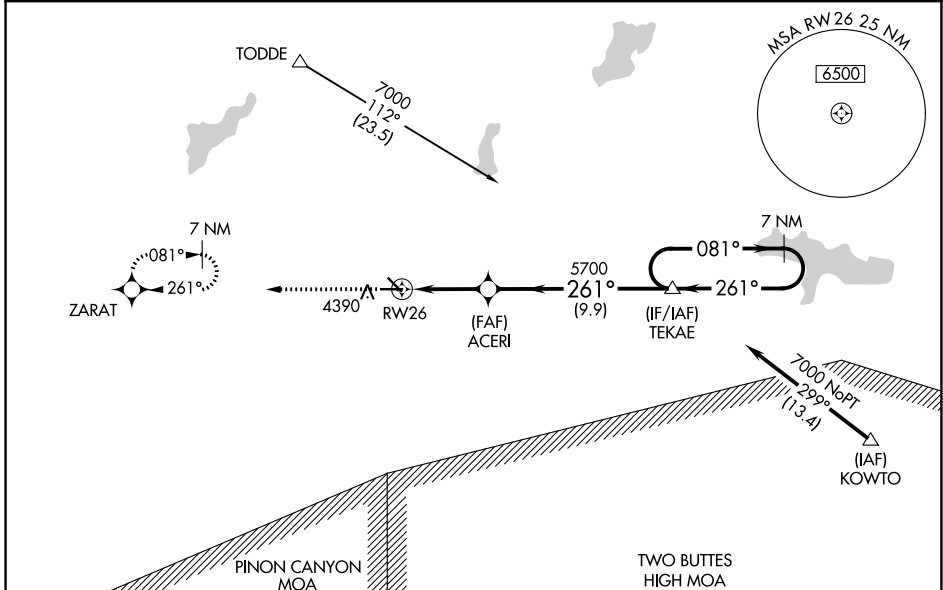 MSA RW 26 25 NM
6500
TODDE
7000
112°
(23.5)
7 NM
081°
261°
ZARAT
4390
RW26
(FAF)
ACERI
5700
261°
(9.9)
(IF/IAF)
TEKAE
7 NM
081°
261°
7000 NoPT
299°
(13.4)
(IAF)
KOWTO
PINON CANYON
MOA
TWO BUTTES
HIGH MOA